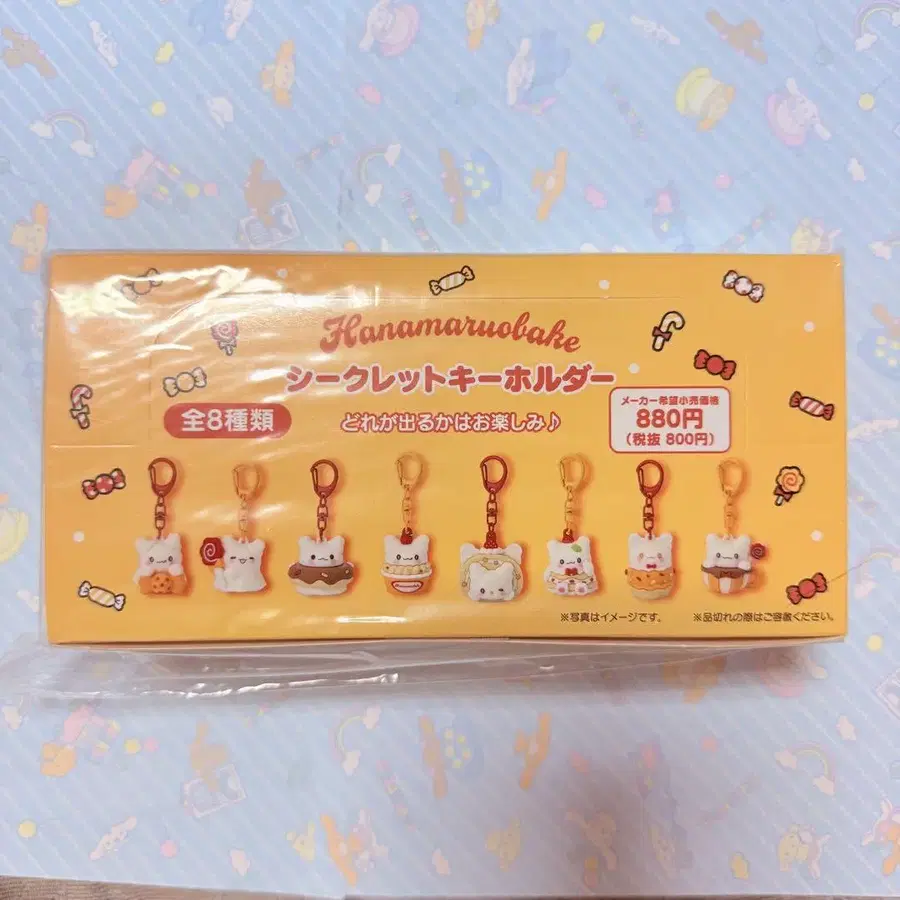 Hanamaruobake
シークレットキーホルダー
全8種類
どれが出るかはお楽しみ♪
メーカー希望小売価格
880円
(税抜 800円)
※写真はイメージです。
※品切れの際はご容赦ください。